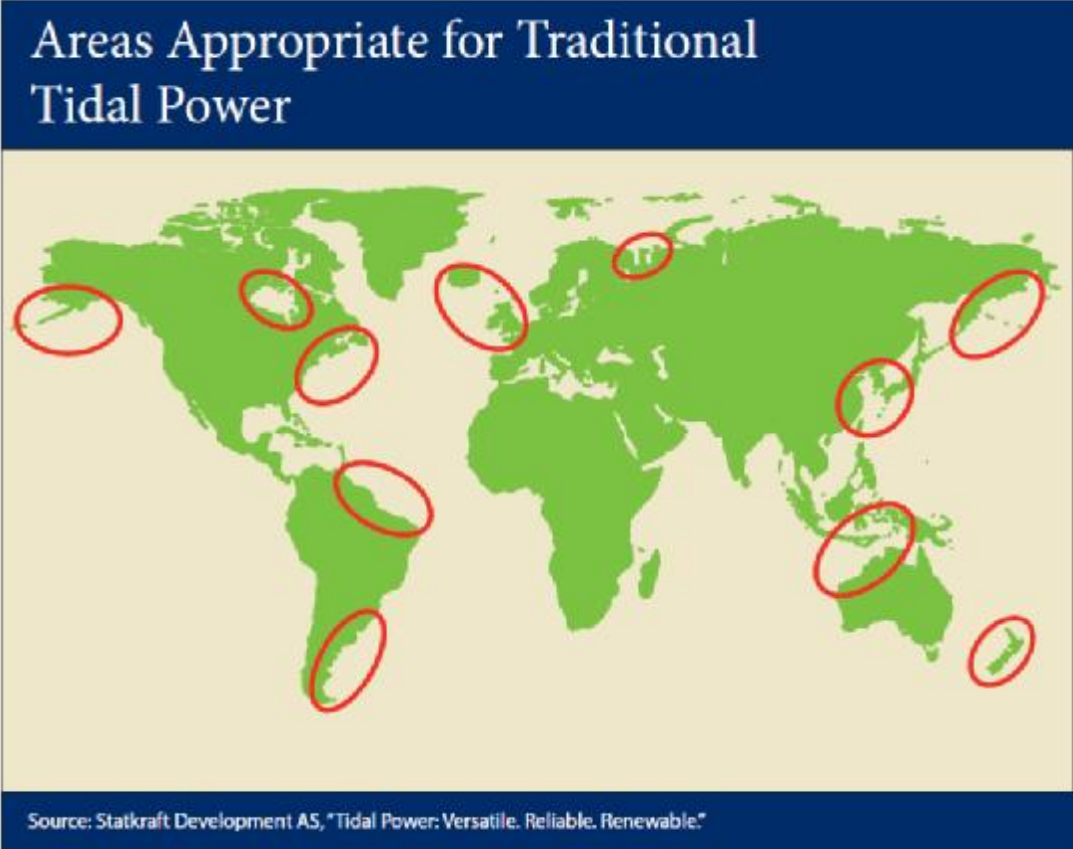 Areas Appropriate for Traditional
Tidal Power
Source: Statkraft Development AS, "Tidal Power: Versatile. Reliable. Renewable."